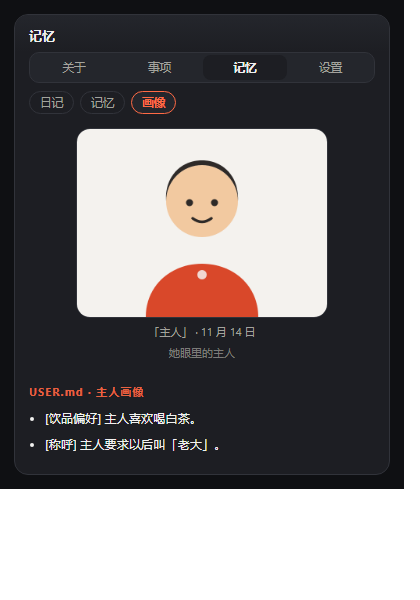 记忆
关于 事项 记忆 设置
日记 记忆 画像
「主人」 · 11 月 14 日
她眼里的主人
USER.md · 主人画像
• [饮品偏好] 主人喜欢喝白茶。
• [称呼] 主人要求以后叫「老大」。